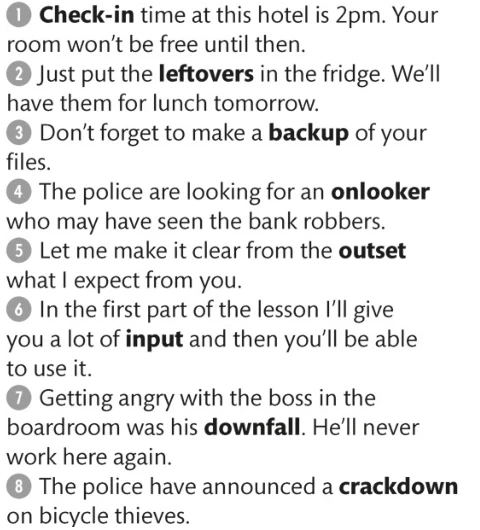 1 Check-in time at this hotel is 2pm. Your
room won't be free until then.
2 Just put the leftovers in the fridge. We'll
have them for lunch tomorrow.
3 Don't forget to make a backup of your
files.
4 The police are looking for an onlooker
who may have seen the bank robbers.
5 Let me make it clear from the outset
what I expect from you.
6 In the first part of the lesson I'll give
you a lot of input and then you'll be able
to use it.
7 Getting angry with the boss in the
boardroom was his downfall. He'll never
work here again.
8 The police have announced a crackdown
on bicycle thieves.